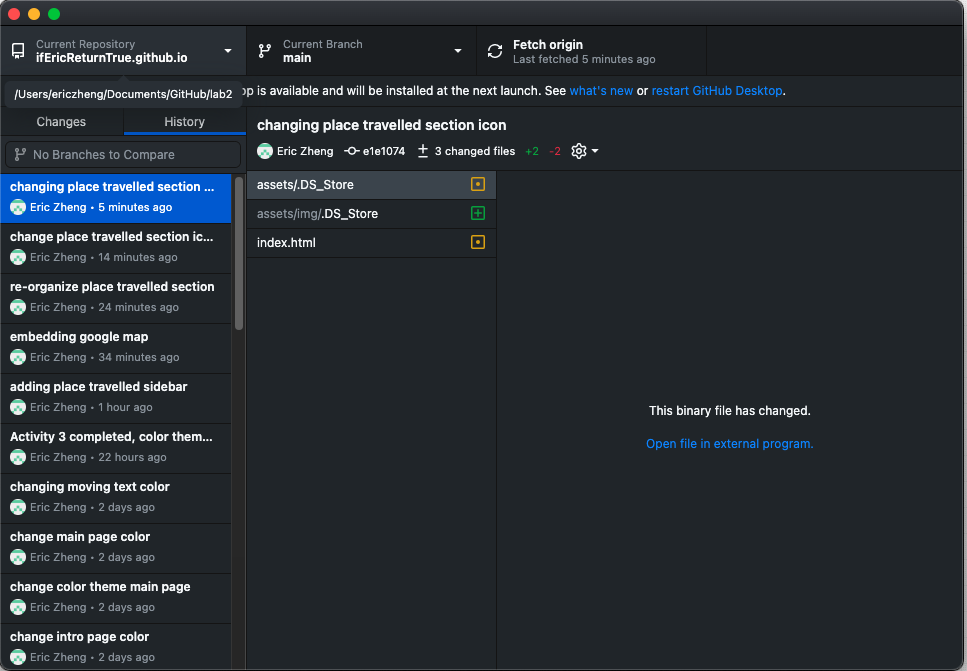 Current Repository
ifEricReturnTrue.github.io
Current Branch
main
Fetch origin
Last fetched 5 minutes ago
/Users/ericzheng/Documents/GitHub/lab2
is available and will be installed at the next launch. See what's new or restart GitHub Desktop.
Changes
History
No Branches to Compare
changing place travelled section ...
Eric Zheng • 5 minutes ago
change place travelled section ic...
Eric Zheng • 14 minutes ago
re-organize place travelled section
Eric Zheng • 24 minutes ago
embedding google map
Eric Zheng • 34 minutes ago
adding place travelled sidebar
Eric Zheng • 1 hour ago
Activity 3 completed, color them...
Eric Zheng • 22 hours ago
changing moving text color
Eric Zheng • 2 days ago
change main page color
Eric Zheng • 2 days ago
change color theme main page
Eric Zheng • 2 days ago
change intro page color
Eric Zheng • 2 days ago
changing place travelled section icon
Eric Zheng e1e1074 3 changed files +2 -2
assets/.DS_Store
assets/img/.DS_Store
index.html
This binary file has changed.
Open file in external program.